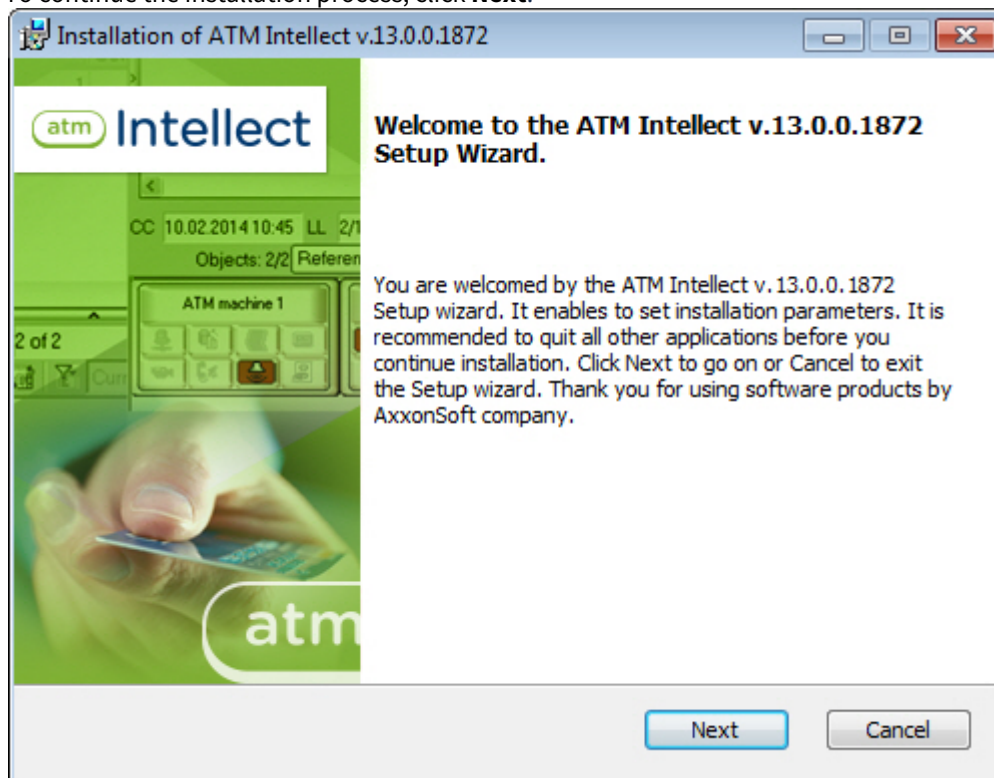 To continue the installation process, click Next.
Installation of ATM Intellect v.13.0.0.1872
atm Intellect
Welcome to the ATM Intellect v.13.0.0.1872
Setup Wizard.
CC 10.02.2014 10:45 LL
Objects: 2/2
ATM machine 1
2 of 2
You are welcomed by the ATM Intellect v.13.0.0.1872
Setup wizard. It enables to set installation parameters. It is
recommended to quit all other applications before you
continue installation. Click Next to go on or Cancel to exit
the Setup wizard. Thank you for using software products by
AxxonSoft company.
atm
Next
Cancel